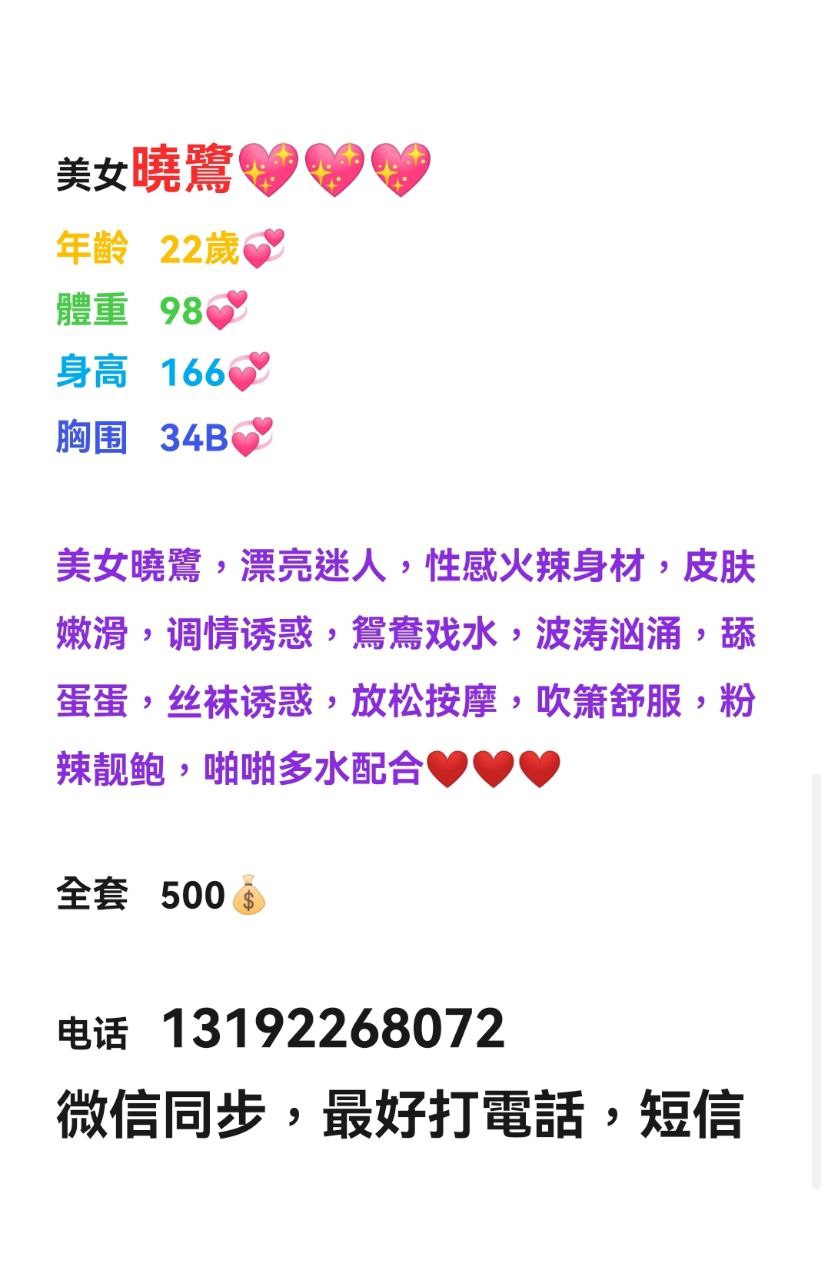 美女曉鷺💖💖💖
年齡 22歲💞
體重 98💞
身高 166💞
胸围 34B💞
美女曉鷺，漂亮迷人，性感火辣身材，皮肤
嫩滑，调情诱惑，鴛鴦戏水，波涛汹涌，舔
蛋蛋，丝袜诱惑，放松按摩，吹箫舒服，粉
辣靓鲍，啪啪多水配合❤️❤️❤️
全套 500💰
电话 13192268072
微信同步，最好打電話，短信